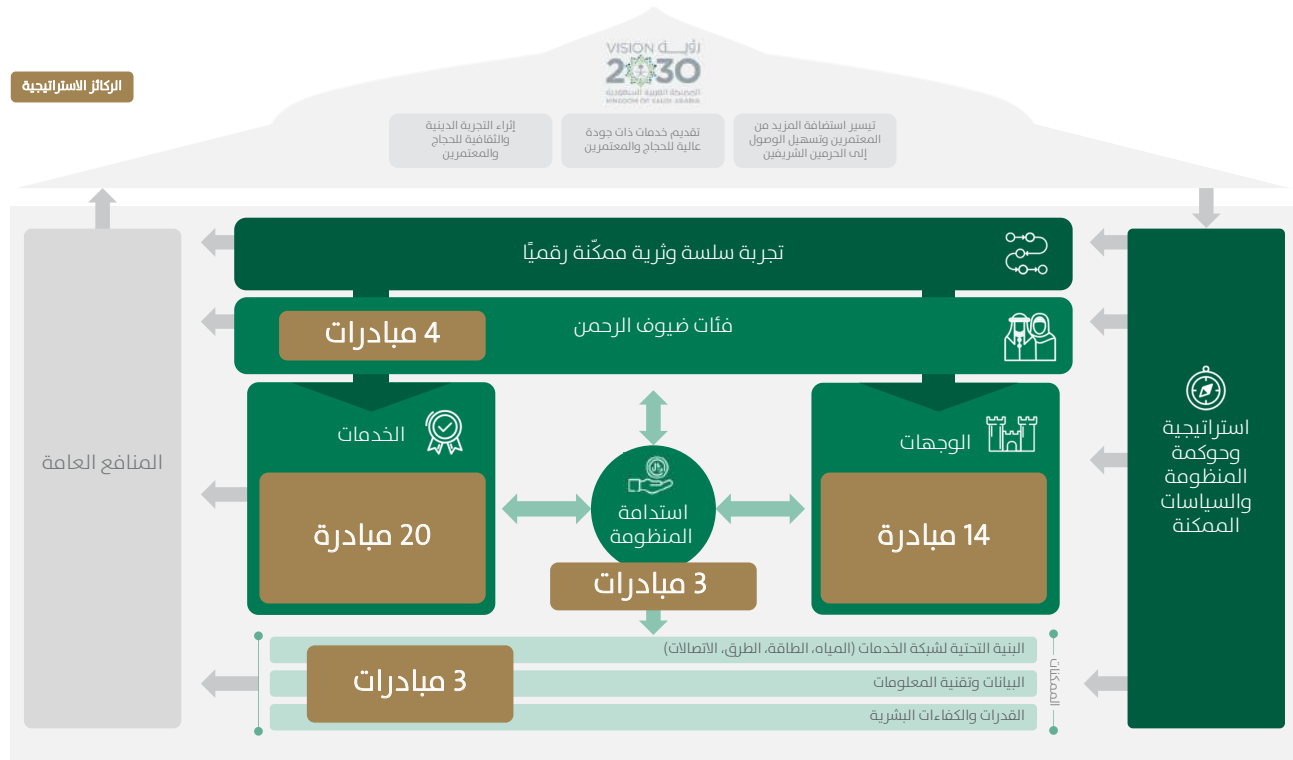 VISION رؤيـــة
2030
المملكة العربية السعودية
KINGDOM OF SAUDI ARABIA
الركائز الاستراتيجية
تيسير استضافة المزيد من
المعتمرين وتسهيل الوصول
إلى الحرمين الشريفين
تقديم خدمات ذات جودة
عالية للحجاج والمعتمرين
إثراء التجربة الدينية
والثقافية للحجاج
والمعتمرين
تجربة سلسة وثرية ممكّنة رقميًا
فئات ضيوف الرحمن
4 مبادرات
استراتيجية
وحوكمة
المنظومة
والسياسات
الممكنة
الوجهات
14 مبادرة
استدامة
المنظومة
3 مبادرات
الخدمات
20 مبادرة
المنافع العامة
الممكنات
البنية التحتية لشبكة الخدمات (المياه، الطاقة، الطرق، الاتصالات)
البيانات وتقنية المعلومات
القدرات والكفاءات البشرية
3 مبادرات